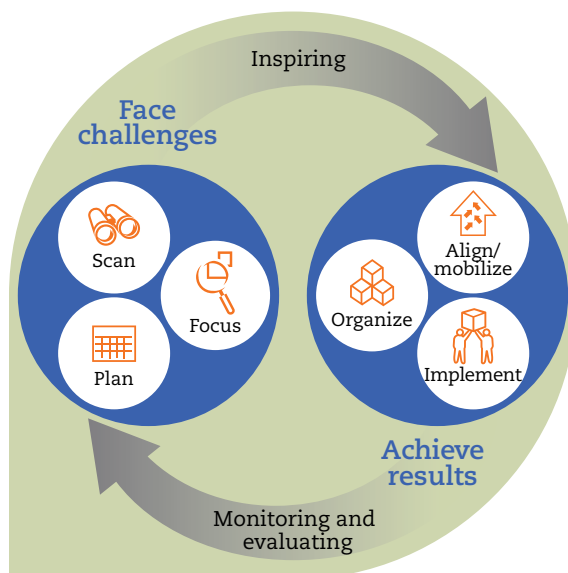 Inspiring
Face
challenges
Scan
Focus
Plan
Align/
mobilize
Organize
Implement
Achieve
results
Monitoring and
evaluating